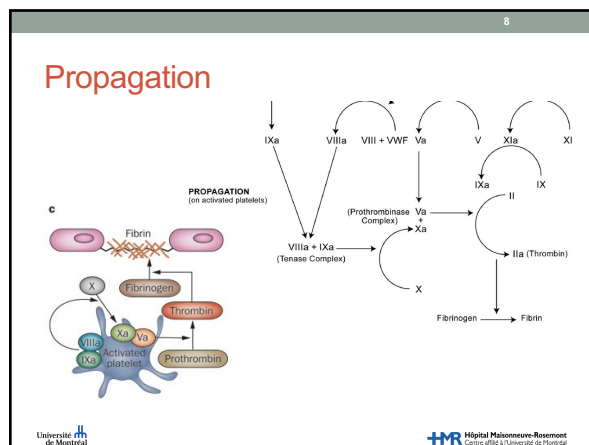 8
Propagation
IXa VIIIa VIII + VWF Va V XIa XI
IXa IX
PROPAGATION
(on activated platelets)
II
(Prothrombinase
Complex)
Va
+
Xa
VIIIa + IXa
(Tenase Complex)
IIa (Thrombin)
X
Fibrinogen Fibrin
c
Fibrin
Fibrinogen
X
Thrombin
Xa
Va
VIIIa
IXa
Activated
platelet
Prothrombin
Université
de Montréal
HMR Hôpital Maisonneuve-Rosemont
Centre affilié à l'Université de Montréal